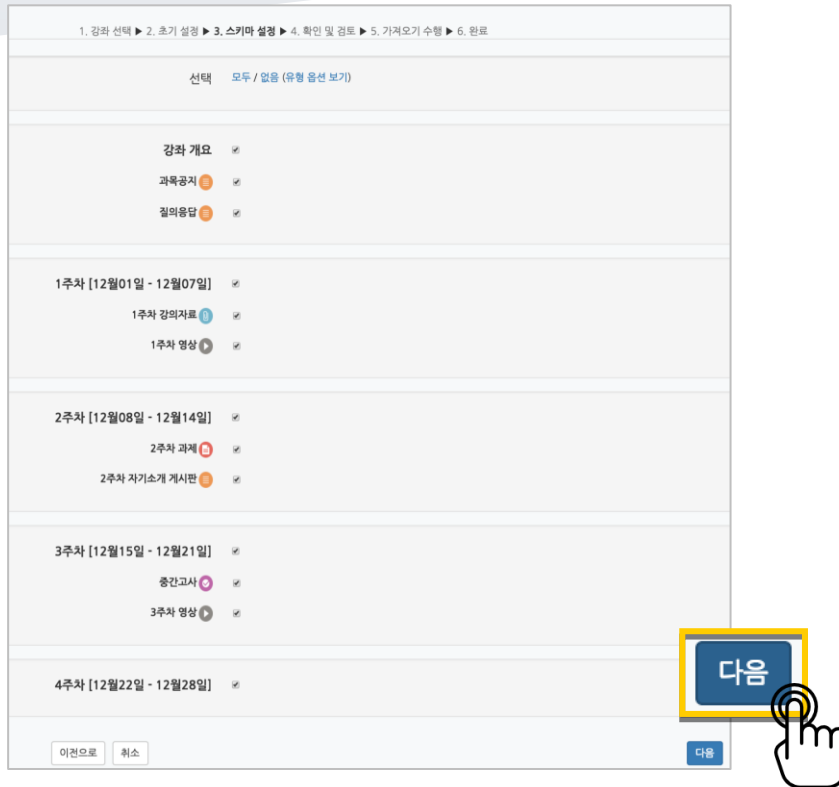 1. 강좌 선택 ▶ 2. 초기 설정 ▶ 3. 스키마 설정 ▶ 4. 확인 및 검토 ▶ 5. 가져오기 수행 ▶ 6. 완료
선택 모두 / 없음 (유형 옵션 보기)
강좌 개요
과목공지
질의응답
1주차 [12월01일 - 12월07일]
1주차 강의자료
1주차 영상
2주차 [12월08일 - 12월14일]
2주차 과제
2주차 자기소개 게시판
3주차 [12월15일 - 12월21일]
중간고사
3주차 영상
4주차 [12월22일 - 12월28일]
다음
이전으로 취소 다음